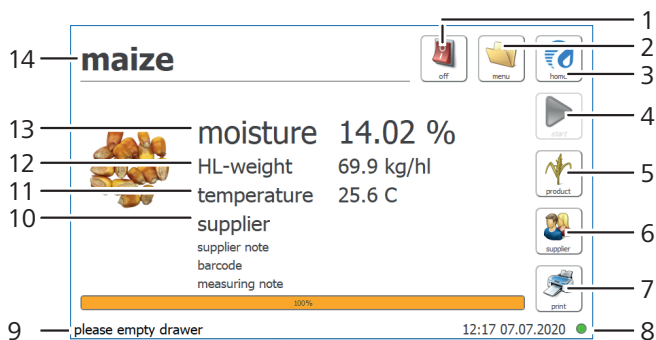 1
2
14 maize
off menu home
3
start
4
13 moisture 14.02 %
12 HL-weight 69.9 kg/hl
11 temperature 25.6 C
product
5
10 supplier
supplier note
barcode
measuring note
supplier
6
100%
print
7
9 please empty drawer 12:17 07.07.2020 8